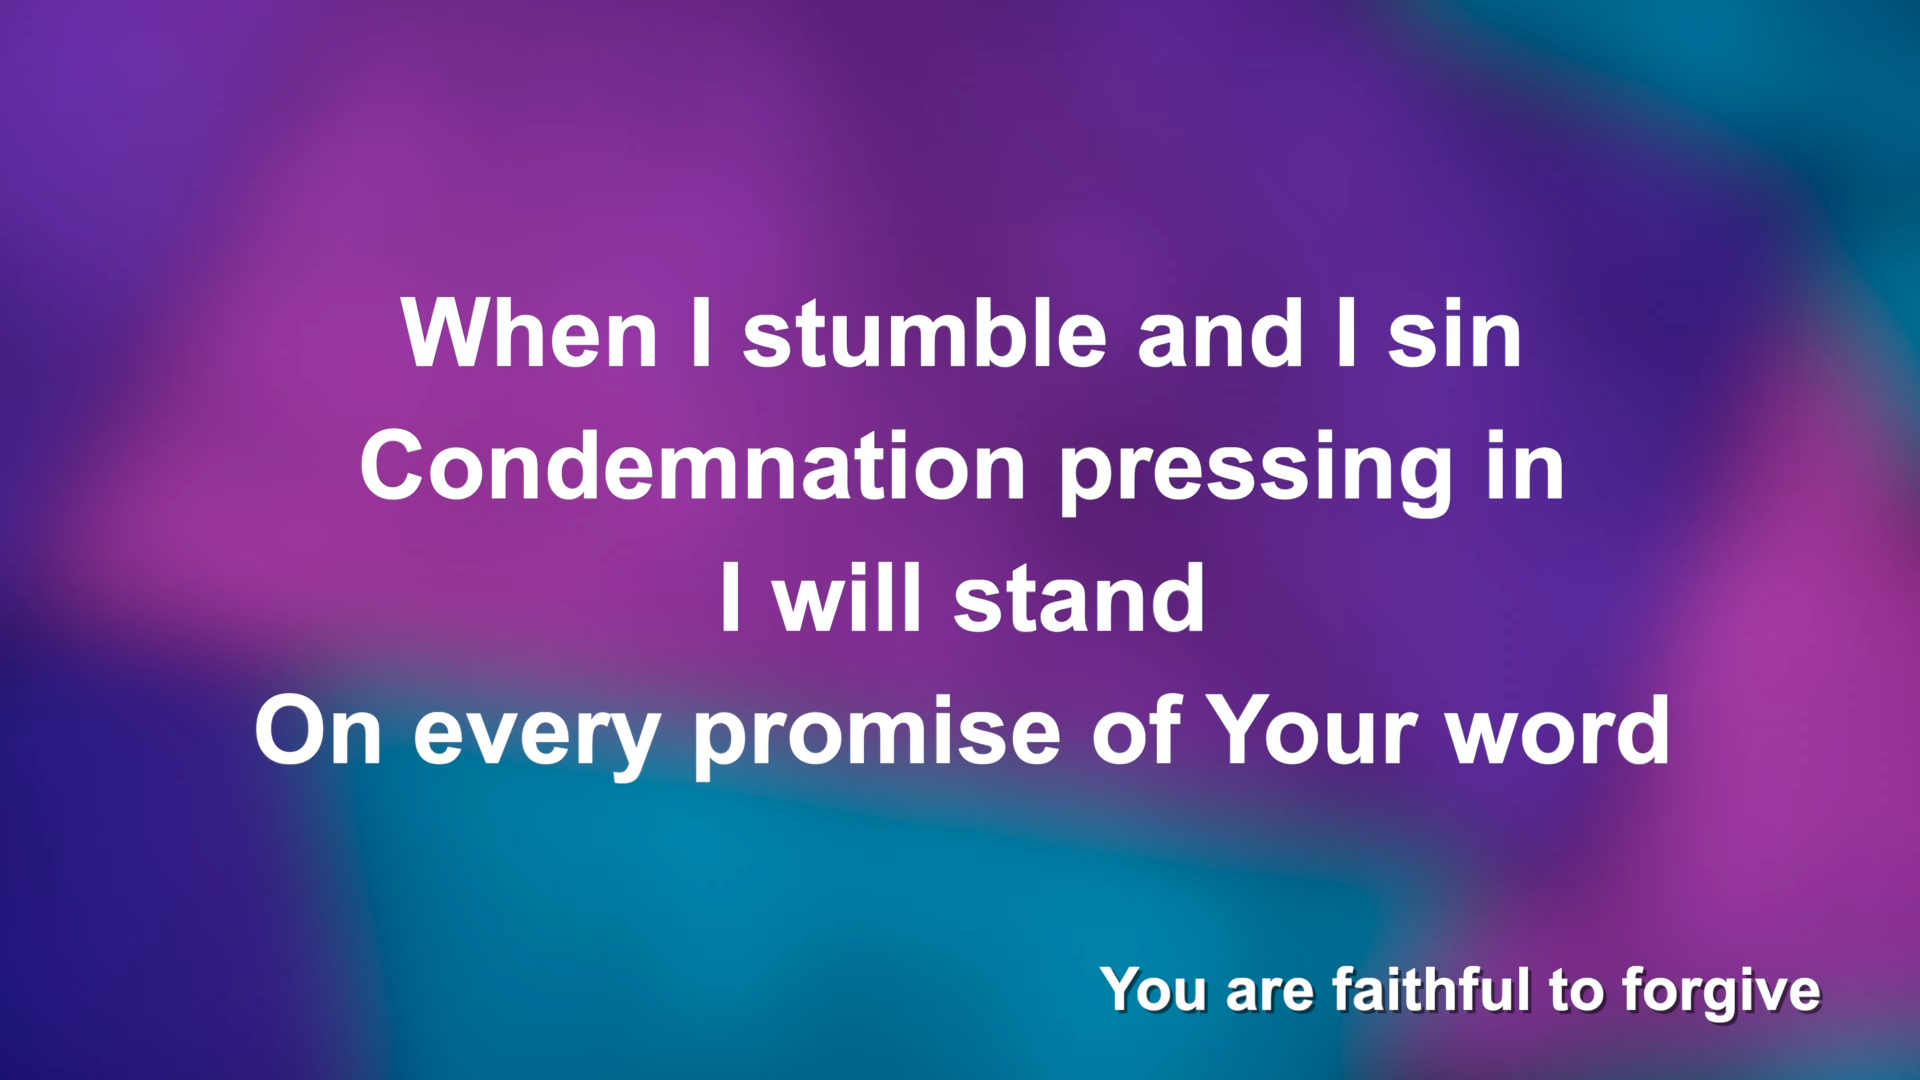 When I stumble and I sin
Condemnation pressing in
I will stand
On every promise of Your word
You are faithful to forgive